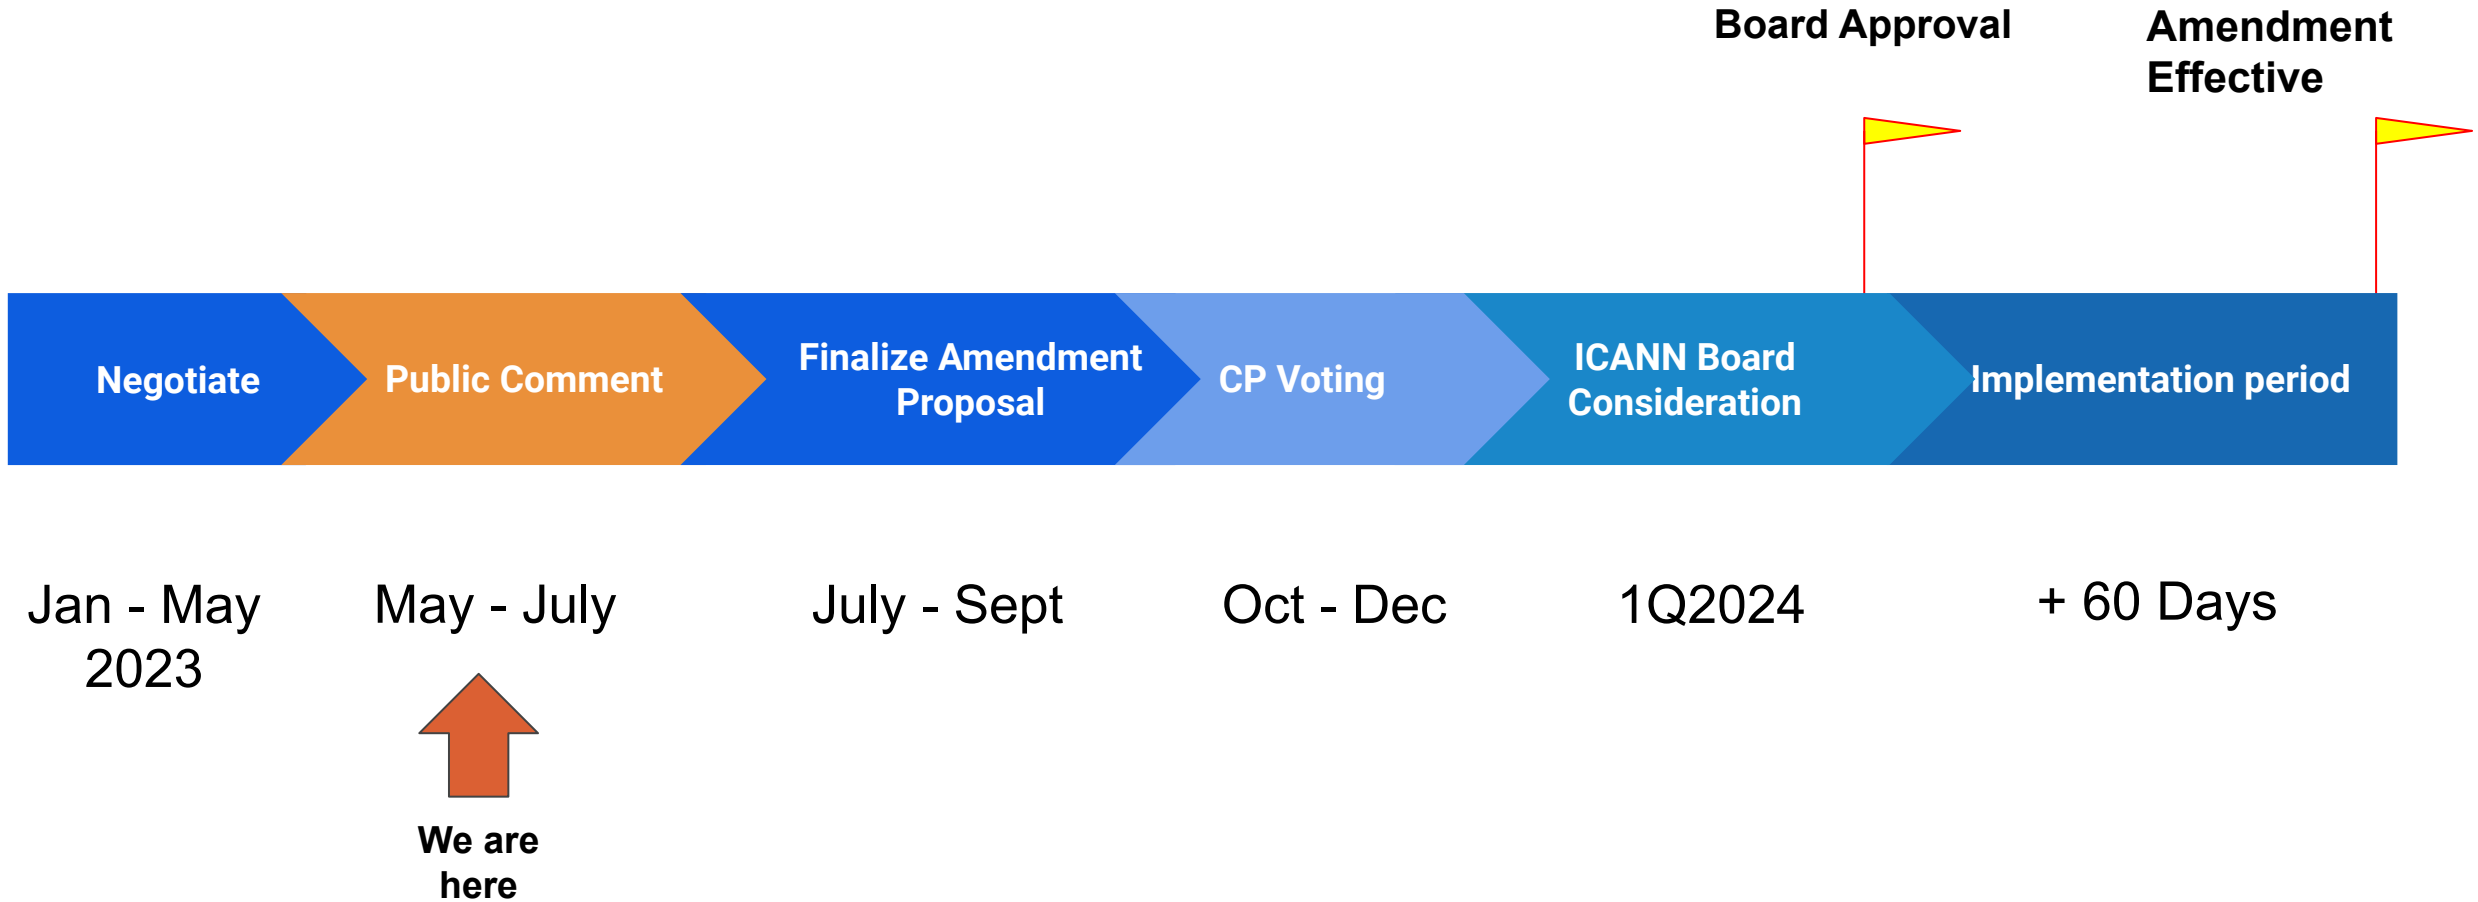 Board Approval
Amendment
Effective
Negotiate
Public Comment
Finalize Amendment
Proposal
CP Voting
ICANN Board
Consideration
Implementation period
Jan - May
2023
May - July
July - Sept
Oct - Dec
1Q2024
+ 60 Days
We are
here